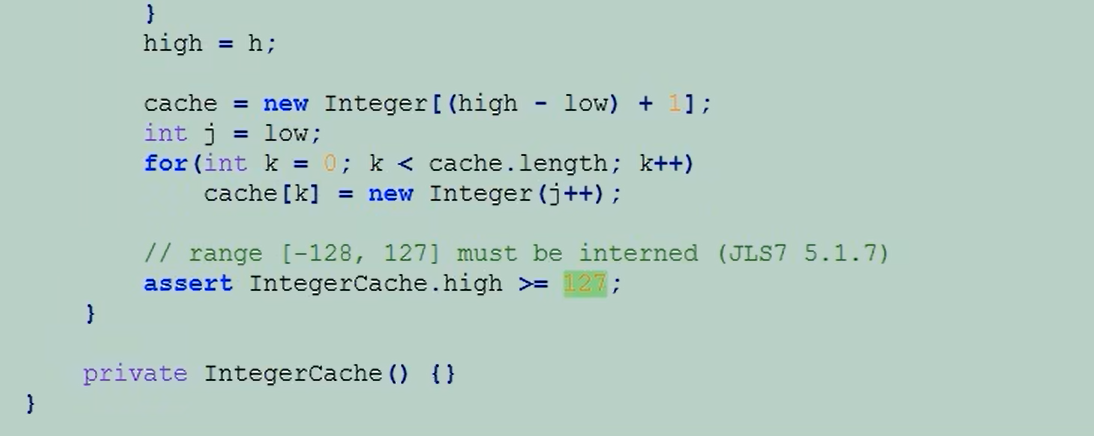 }
high = h;
cache = new Integer[(high - low) + 1];
int j = low;
for(int k = 0; k < cache.length; k++)
cache[k] = new Integer(j++);
// range [-128, 127] must be interned (JLS7 5.1.7)
assert IntegerCache.high >= 127;
}
private IntegerCache() {}
}